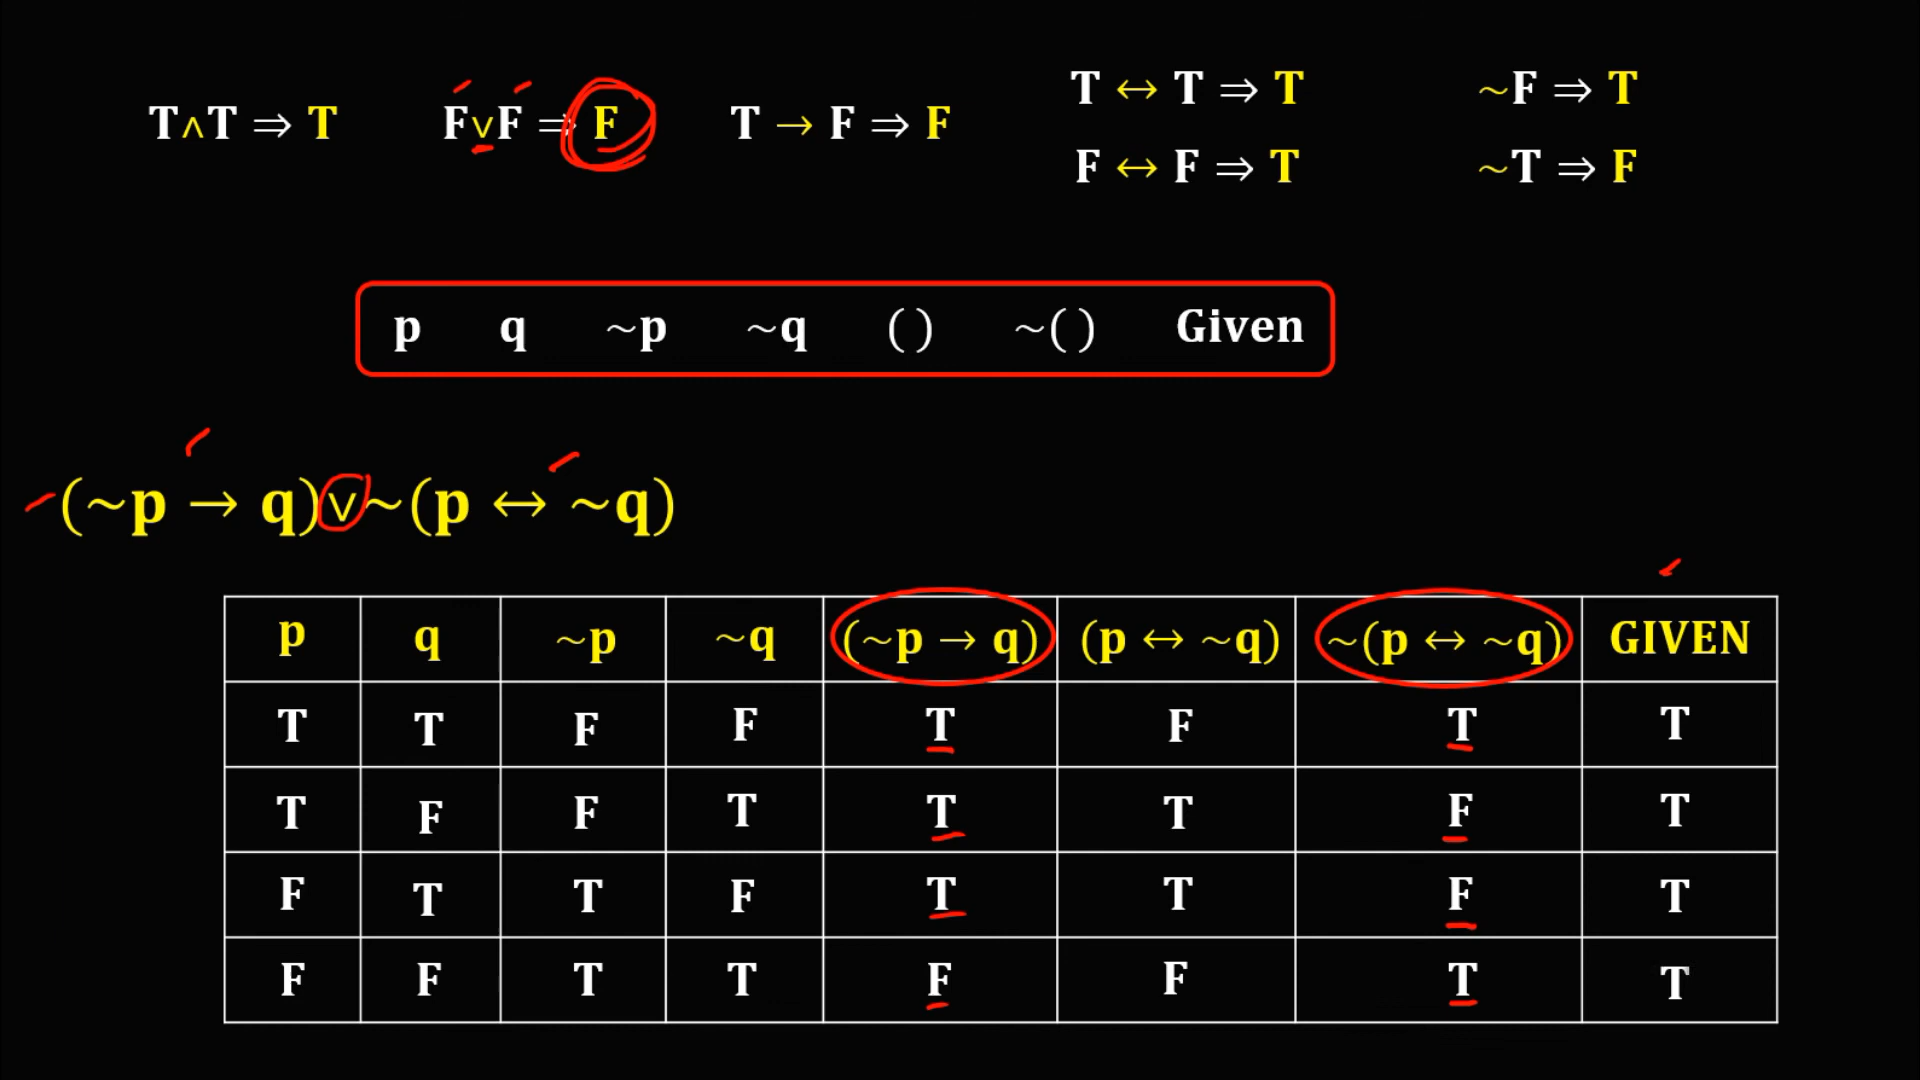 T∧T ⇒ T
F∨F ⇒ F
T → F ⇒ F
T ↔ T ⇒ T
F ↔ F ⇒ T
~F ⇒ T
~T ⇒ F
p q ~p ~q ( ) ~( ) Given
(~p → q)∨~(p ↔ ~q)
p q ~p ~q (~p → q) (p ↔ ~q) ~(p ↔ ~q) GIVEN
T T F F T F T T
T F F T T T F T
F T T F T T F T
F F T T F F T T